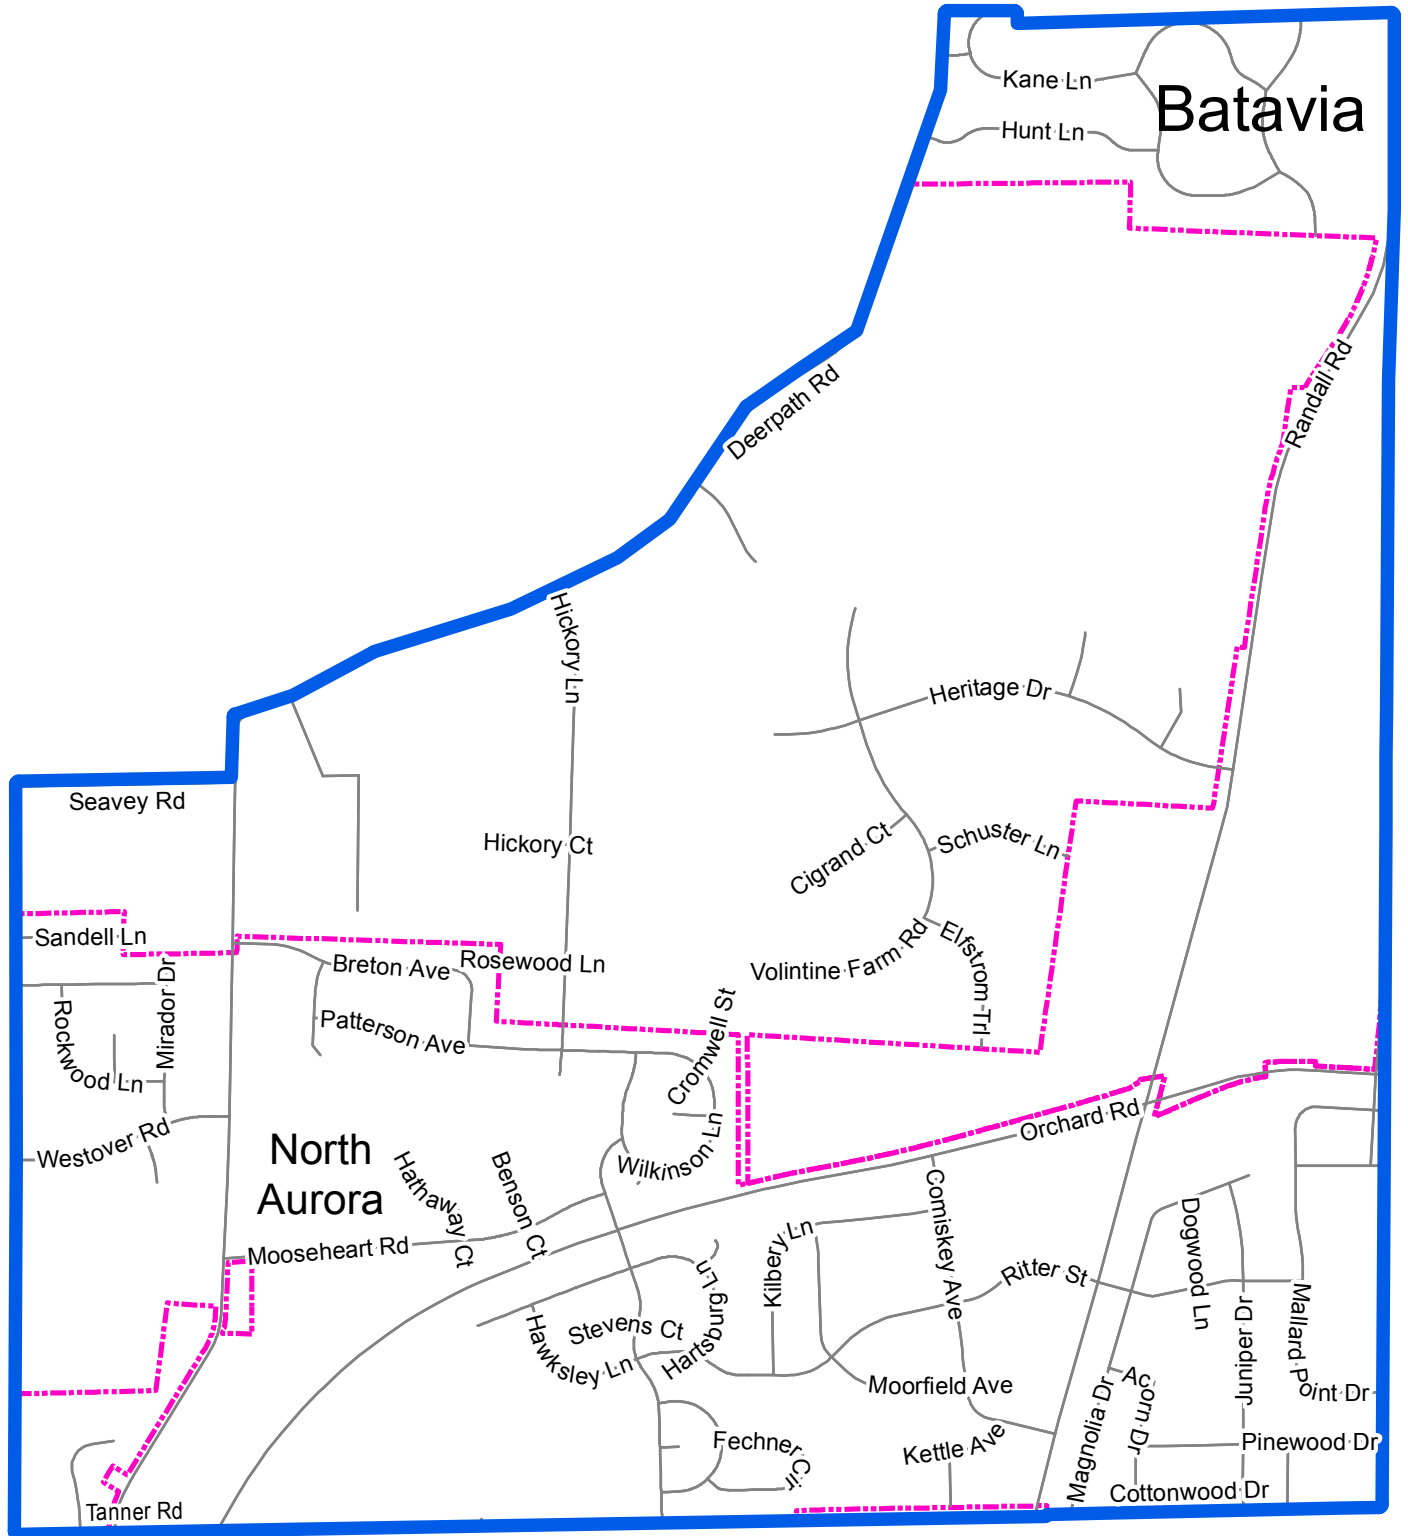 Kane Ln
Batavia
Hunt Ln
Randall Rd
Deerpath Rd
Hickory Ln
Heritage Dr
Seavey Rd
Hickory Ct
Cigrand Ct
Schuster Ln
Sandell Ln
Mirador Dr
Breton Ave
Rosewood Ln
Volintine Farm Rd
Elfstrom Trl
Rockwood Ln
Patterson Ave
Cromwell St
Westover Rd
North
Aurora
Hathaway Ct
Benson Ct
Wilkinson Ln
Orchard Rd
Mooseheart Rd
Comiskey Ave
Kilbery Ln
Ritter St
Dogwood Ln
Juniper Dr
Mallard Point Dr
Hartsburg Ln
Stevens Ct
Hawksley Ln
Moorfield Ave
Acorn Dr
Magnolia Dr
Fechner Cir
Kettle Ave
Pinewood Dr
Cottonwood Dr
Tanner Rd